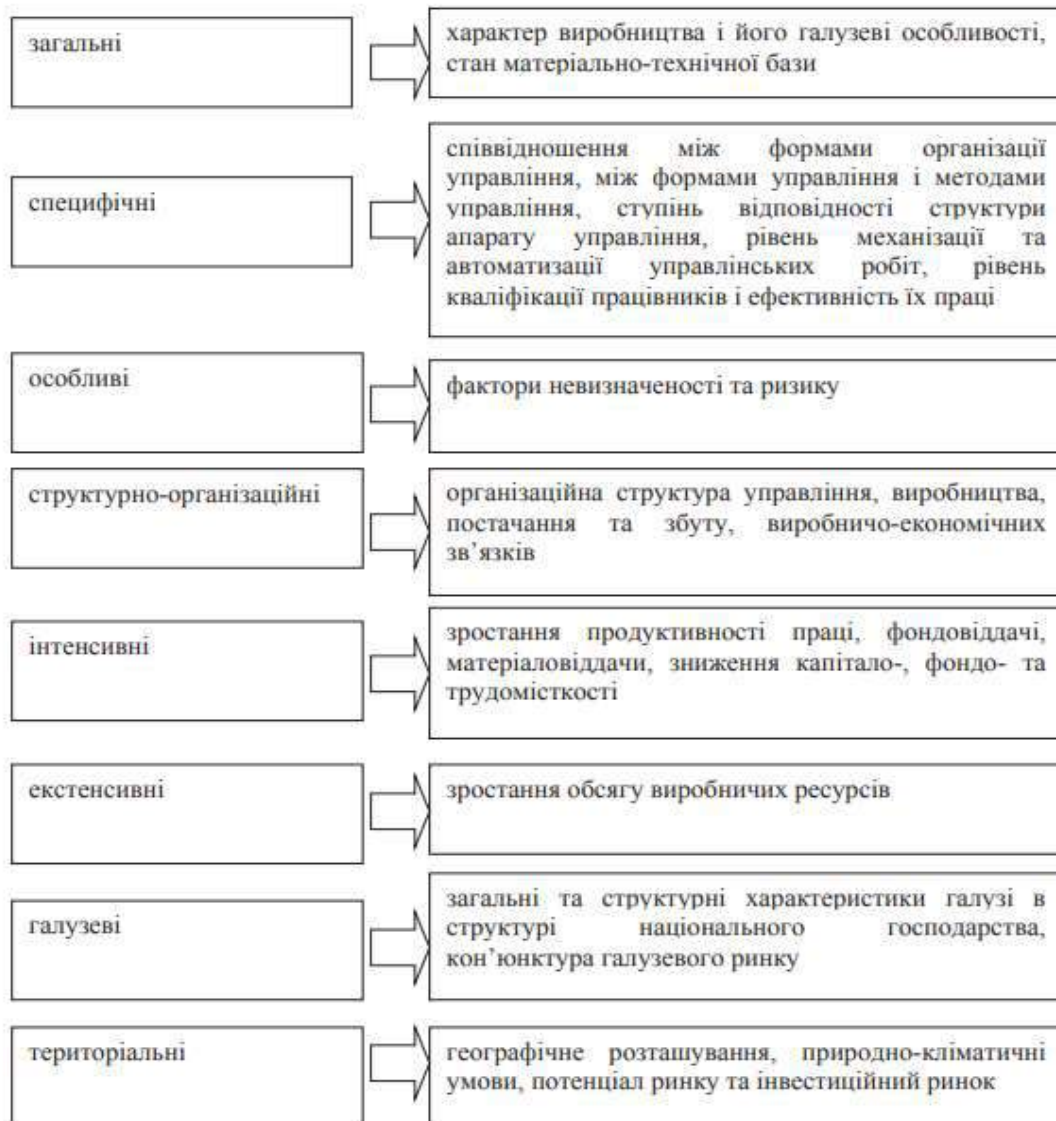 загальні
характер виробництва і його галузеві особливості,
стан матеріально-технічної бази
специфічні
співвідношення між формами організації
управління, між формами управління і методами
управління, ступінь відповідності структури
апарату управління, рівень механізації та
автоматизації управлінських робіт, рівень
кваліфікації працівників і ефективність їх праці
особливі
фактори невизначеності та ризику
структурно-організаційні
організаційна структура управління, виробництва,
постачання та збуту, виробничо-економічних
зв’язків
інтенсивні
зростання продуктивності праці, фондовіддачі,
матеріаловіддачи, зниження капітало-, фондо- та
трудомісткості
екстенсивні
зростання обсягу виробничих ресурсів
галузеві
загальні та структурні характеристики галузі в
структурі національного господарства,
кон’юнктура галузевого ринку
територіальні
географічне розташування, природно-кліматичні
умови, потенціал ринку та інвестиційний ринок